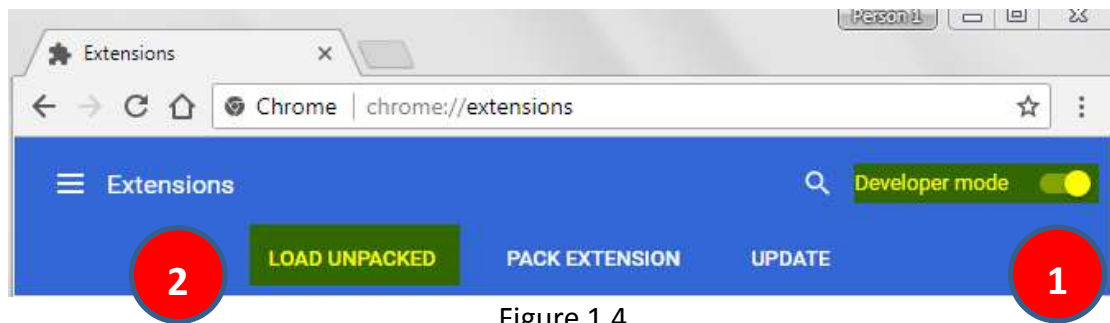 Person 1
Extensions
Chrome | chrome://extensions
Extensions
Developer mode
LOAD UNPACKED
PACK EXTENSION
UPDATE
2
1
Figure 1.4